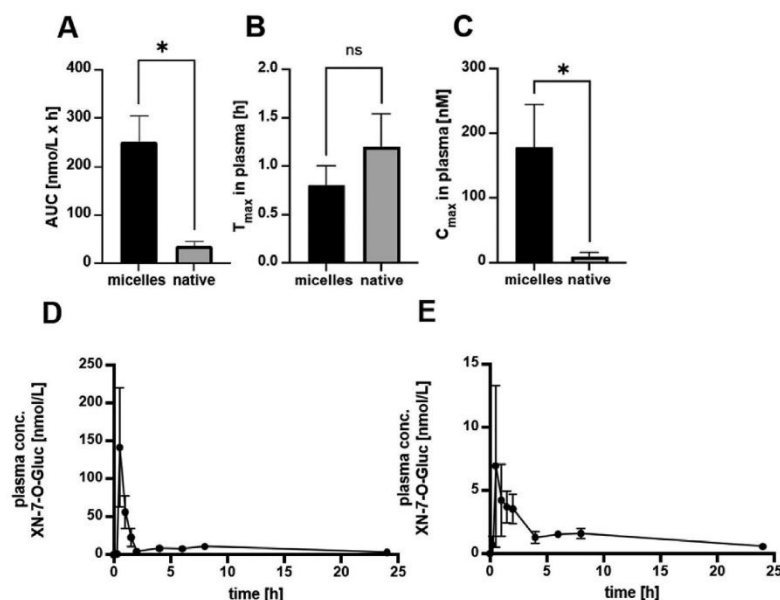 A
B
C
*
ns
*
AUC [nmo/L x h]
400
300
200
100
0
micelles native
T max in plasma [h]
2.0
1.5
1.0
0.5
0.0
micelles native
C max in plasma [nM]
300
200
100
0
micelles native
D
E
plasma conc.
XN-7-O-Gluc [nmol/L]
250
200
150
100
50
0
0 5 10 15 20 25
time [h]
plasma conc.
XN-7-O-Gluc [nmol/L]
15
10
5
0
0 5 10 15 20 25
time [h]